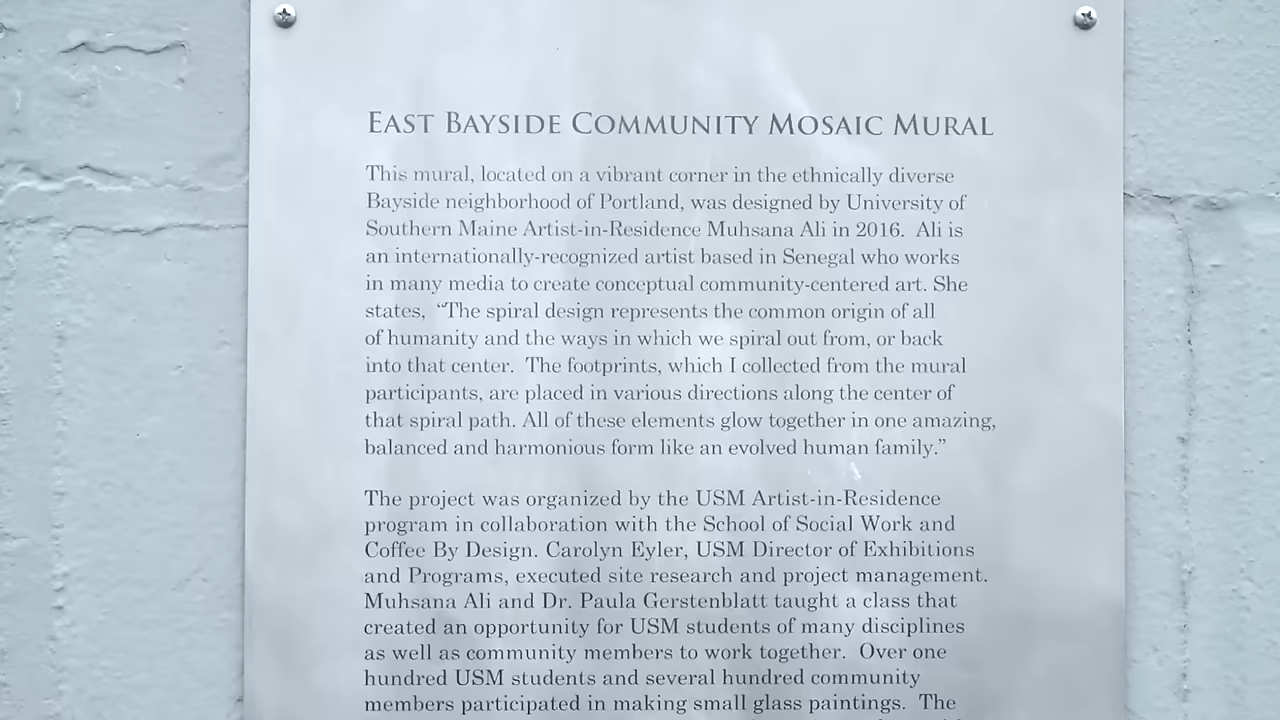 EAST BAYSIDE COMMUNITY MOSAIC MURAL
This mural, located on a vibrant corner in the ethnically diverse
Bayside neighborhood of Portland, was designed by University of
Southern Maine Artist-in-Residence Muhsana Ali in 2016.  Ali is
an internationally-recognized artist based in Senegal who works
in many media to create conceptual community-centered art. She
states,  “The spiral design represents the common origin of all
of humanity and the ways in which we spiral out from, or back
into that center.  The footprints, which I collected from the mural
participants, are placed in various directions along the center of
that spiral path. All of these elements glow together in one amazing,
balanced and harmonious form like an evolved human family.”
The project was organized by the USM Artist-in-Residence
program in collaboration with the School of Social Work and
Coffee By Design. Carolyn Eyler, USM Director of Exhibitions
and Programs, executed site research and project management.
Muhsana Ali and Dr. Paula Gerstenblatt taught a class that
created an opportunity for USM students of many disciplines
as well as community members to work together.  Over one
hundred USM students and several hundred community
members participated in making small glass paintings.  The